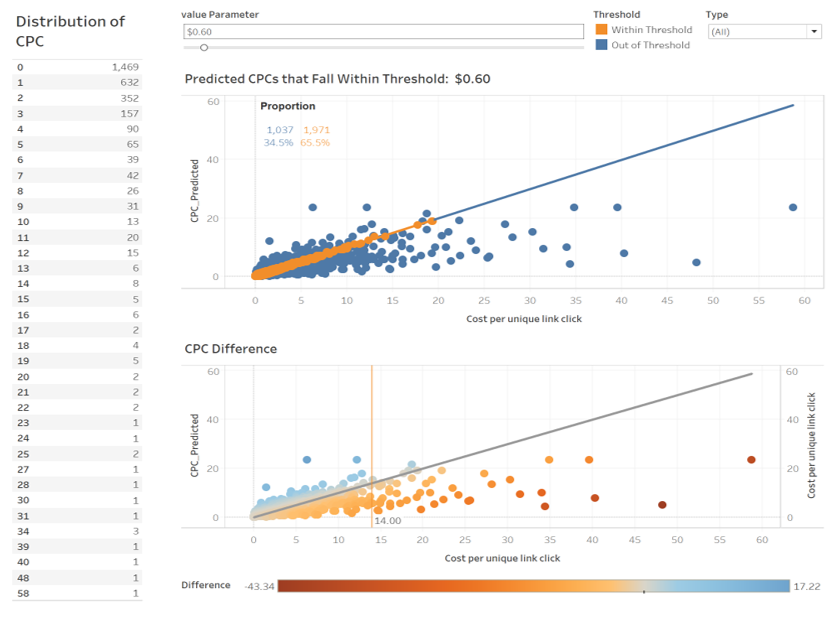 Distribution of
CPC
0 1,469
1 632
2 352
3 157
4 90
5 65
6 39
7 42
8 26
9 31
10 13
11 20
12 15
13 6
14 8
15 5
16 6
17 2
18 4
19 5
20 2
21 2
22 2
23 1
24 1
25 2
27 1
28 1
30 1
31 1
34 3
39 1
40 1
48 1
58 1
value Parameter
$0.60
Threshold
Within Threshold
Out of Threshold
Type
(All)
Predicted CPCs that Fall Within Threshold: $0.60
Proportion
1,037 1,971
34.5% 65.5%
CPC_Predicted
60
40
20
0
0 5 10 15 20 25 30 35 40 45 50 55 60
Cost per unique link click
CPC Difference
CPC_Predicted
60
40
20
0
14.00
60
40
20
0
Cost per unique link click
0 5 10 15 20 25 30 35 40 45 50 55 60
Cost per unique link click
Difference -43.34 17.22